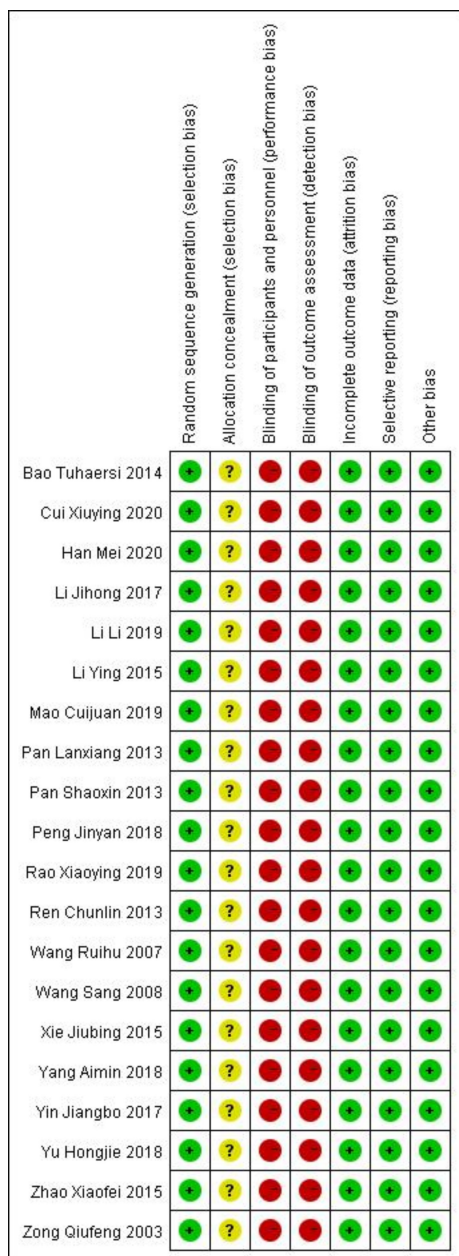 Random sequence generation (selection bias)
Allocation concealment (selection bias)
Blinding of participants and personnel (performance bias)
Blinding of outcome assessment (detection bias)
Incomplete outcome data (attrition bias)
Selective reporting (reporting bias)
Other bias
Bao Tuhaersi 2014 + ? - - + + +
Cui Xiuying 2020 + ? - - + + +
Han Mei 2020 + ? - - + + +
Li Jihong 2017 + ? - - + + +
Li Li 2019 + ? - - + + +
Li Ying 2015 + ? - - + + +
Mao Cuijuan 2019 + ? - - + + +
Pan Lanxiang 2013 + ? - - + + +
Pan Shaoxin 2013 + ? - - + + +
Peng Jinyan 2018 + ? - - + + +
Rao Xiaoying 2019 + ? - - + + +
Ren Chunlin 2013 + ? - - + + +
Wang Ruihu 2007 + ? - - + + +
Wang Sang 2008 + ? - - + + +
Xie Jiubing 2015 + ? - - + + +
Yang Aimin 2018 + ? - - + + +
Yin Jiangbo 2017 + ? - - + + +
Yu Hongjie 2018 + ? - - + + +
Zhao Xiaofei 2015 + ? - - + + +
Zong Qiufeng 2003 + ? - - + + +